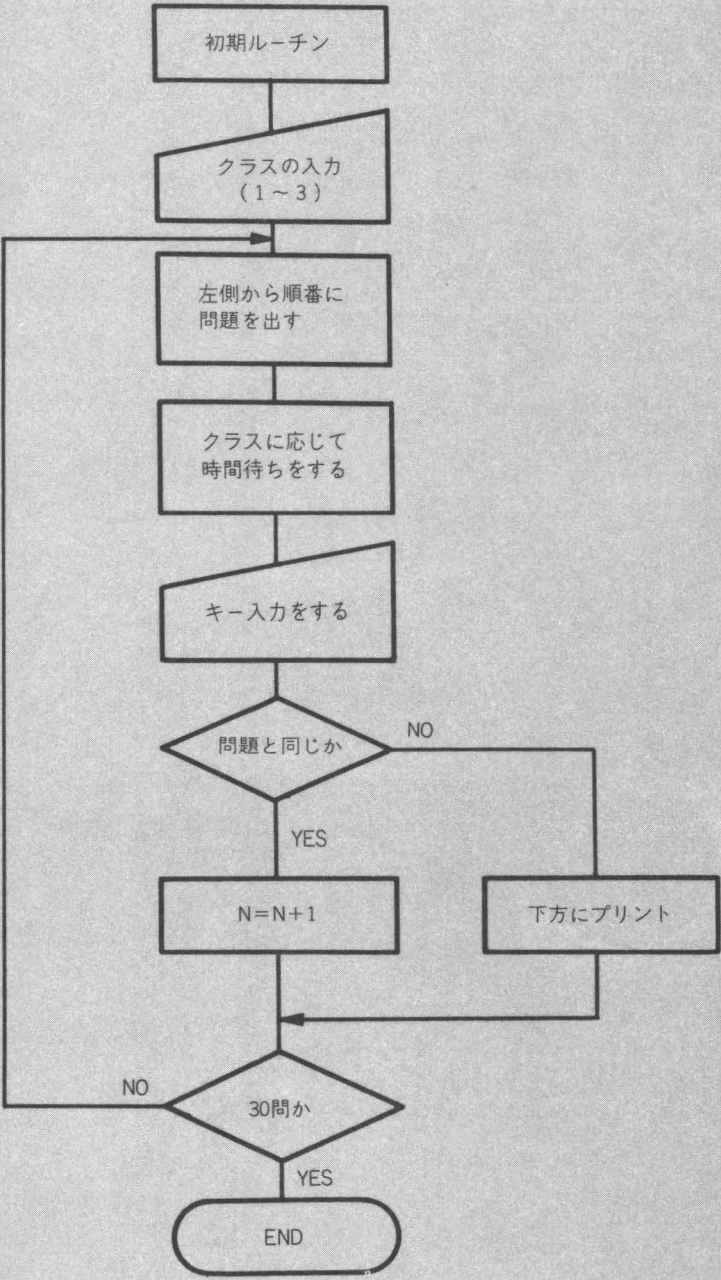 初期ルーチン
クラスの入力
(1～3)
左側から順番に
問題を出す
クラスに応じて
時間待ちをする
キー入力をする
問題と同じか
NO
YES
N＝N＋1
下方にプリント
NO
30問か
YES
END